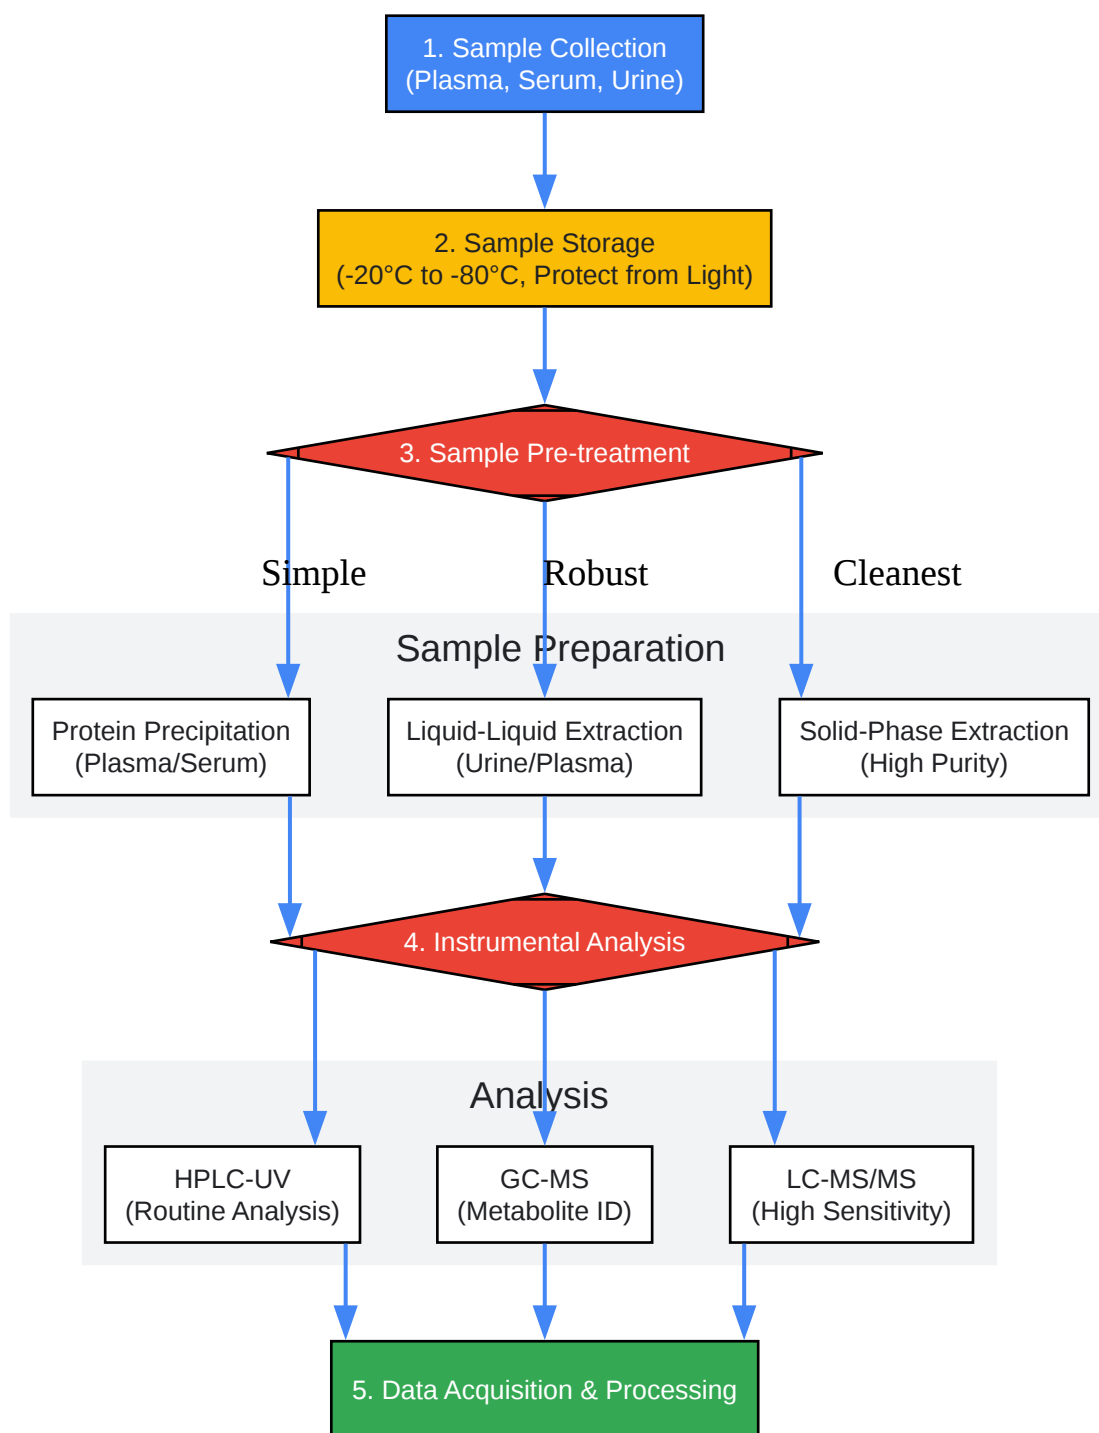 1. Sample Collection
(Plasma, Serum, Urine)
2. Sample Storage
(-20°C to -80°C, Protect from Light)
3. Sample Pre-treatment
Simple
Robust
Cleanest
Sample Preparation
Protein Precipitation
(Plasma/Serum)
Liquid-Liquid Extraction
(Urine/Plasma)
Solid-Phase Extraction
(High Purity)
4. Instrumental Analysis
Analysis
HPLC-UV
(Routine Analysis)
GC-MS
(Metabolite ID)
LC-MS/MS
(High Sensitivity)
5. Data Acquisition & Processing